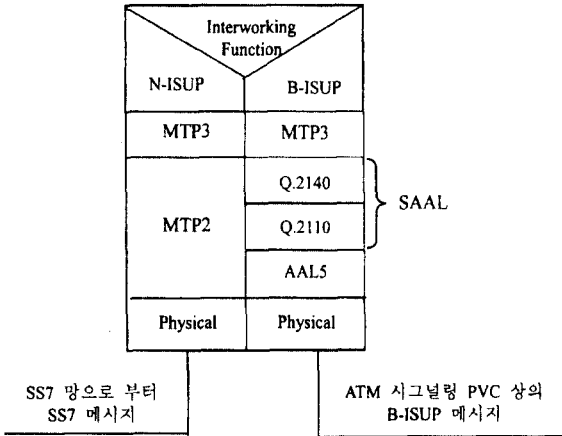 Interworking
Function
N-ISUP
B-ISUP
MTP3
MTP3
Q.2140
SAAL
MTP2
Q.2110
AAL5
Physical
Physical
SS7 망으로 부터
SS7 메시지
ATM 시그널링 PVC 상의
B-ISUP 메시지